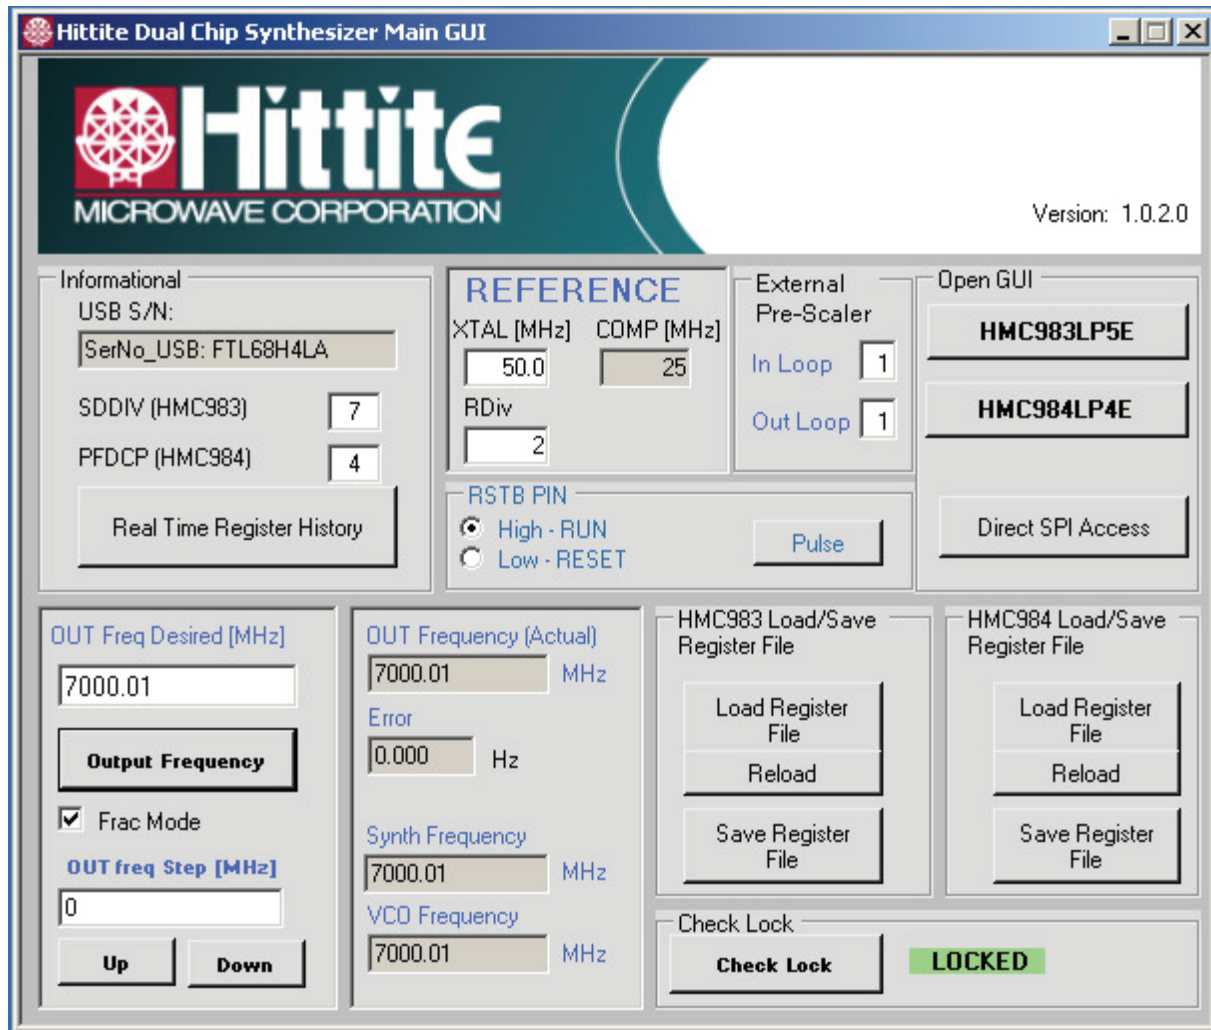 Hittite Dual Chip Synthesizer Main GUI
Hittite
MICROWAVE CORPORATION
Version: 1.0.2.0
Informational
USB S/N:
SerNo_USB: FTL68H4LA
SDDIV (HMC983) 7
PFDCP (HMC984) 4
Real Time Register History
REFERENCE
XTAL [MHz] COMP [MHz]
50.0 25
RDiv
2
External
Pre-Scaler
In Loop 1
Out Loop 1
Open GUI
HMC983LP5E
HMC984LP4E
Direct SPI Access
RSTB PIN
High - RUN
Low - RESET
Pulse
OUT Freq Desired [MHz]
7000.01
Output Frequency
Frac Mode
OUT freq Step [MHz]
0
Up Down
OUT Frequency (Actual)
7000.01 MHz
Error
0.000 Hz
Synth Frequency
7000.01 MHz
VCO Frequency
7000.01 MHz
HMC983 Load/Save
Register File
Load Register
File
Reload
Save Register
File
HMC984 Load/Save
Register File
Load Register
File
Reload
Save Register
File
Check Lock
Check Lock LOCKED